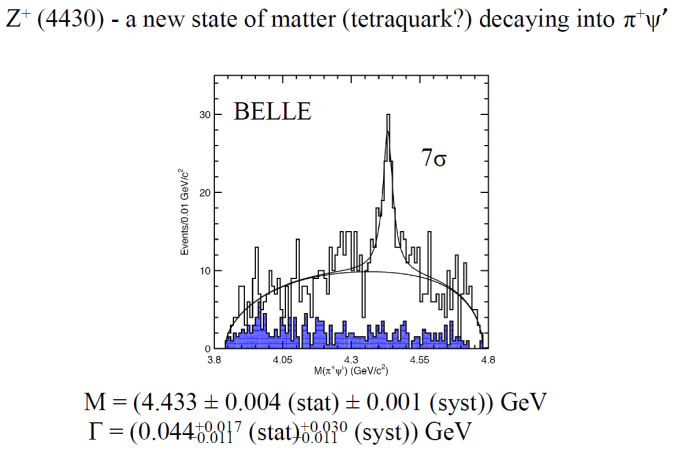 Z⁺ (4430) - a new state of matter (tetraquark?) decaying into π⁺ψ′
BELLE
7σ
Events/0.01 GeV/c²
30
20
10
0
3.8 4.05 4.3 4.55 4.8
M(π⁺ψ′) (GeV/c²)
M = (4.433 ± 0.004 (stat) ± 0.001 (syst)) GeV
Γ = (0.044 +0.017 0.011 (stat) +0.030 0.011 (syst)) GeV